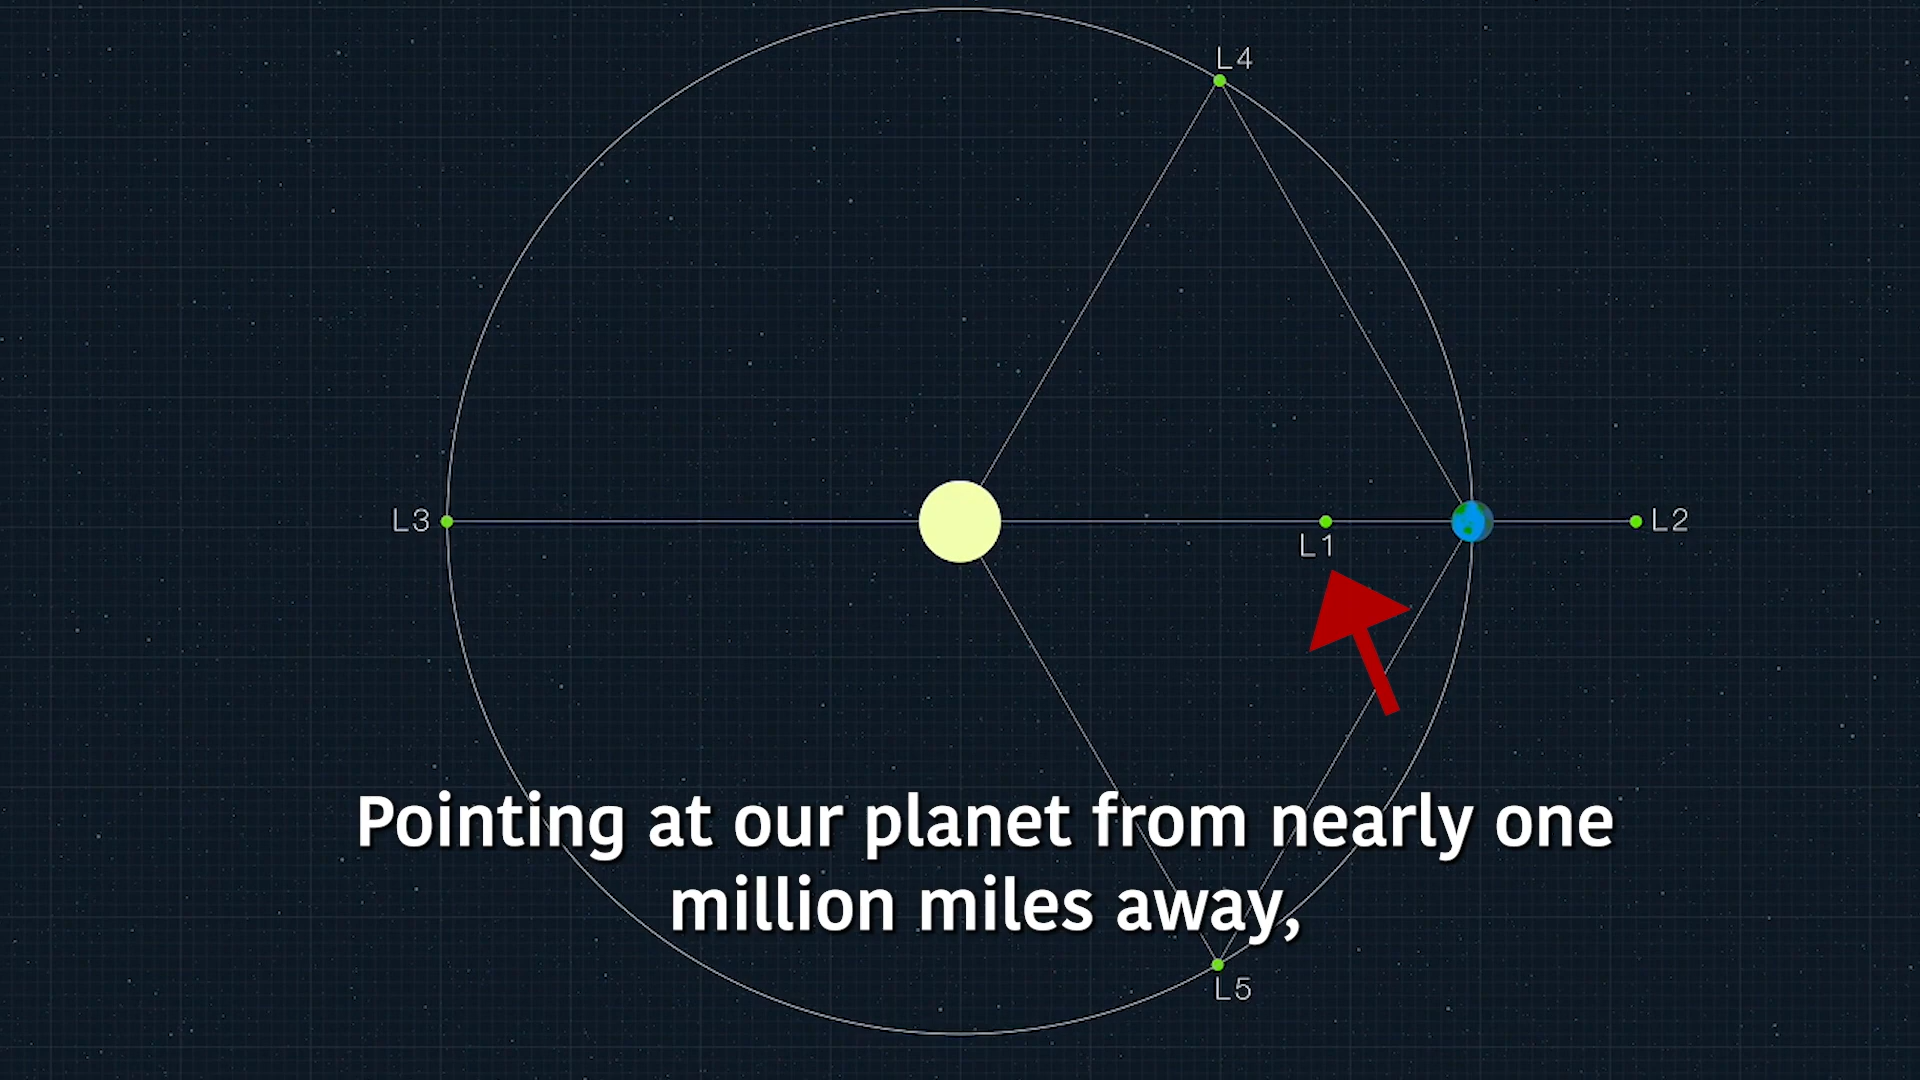 L4
L3
L1
L2
Pointing at our planet from nearly one
million miles away,
L5